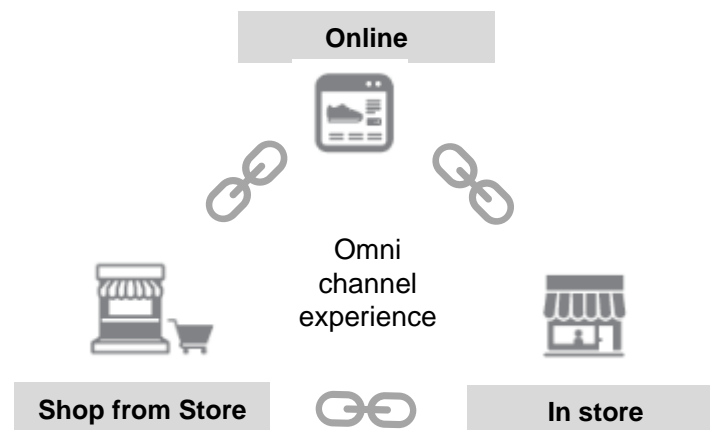 Online
Omni
channel
experience
Shop from Store
In store